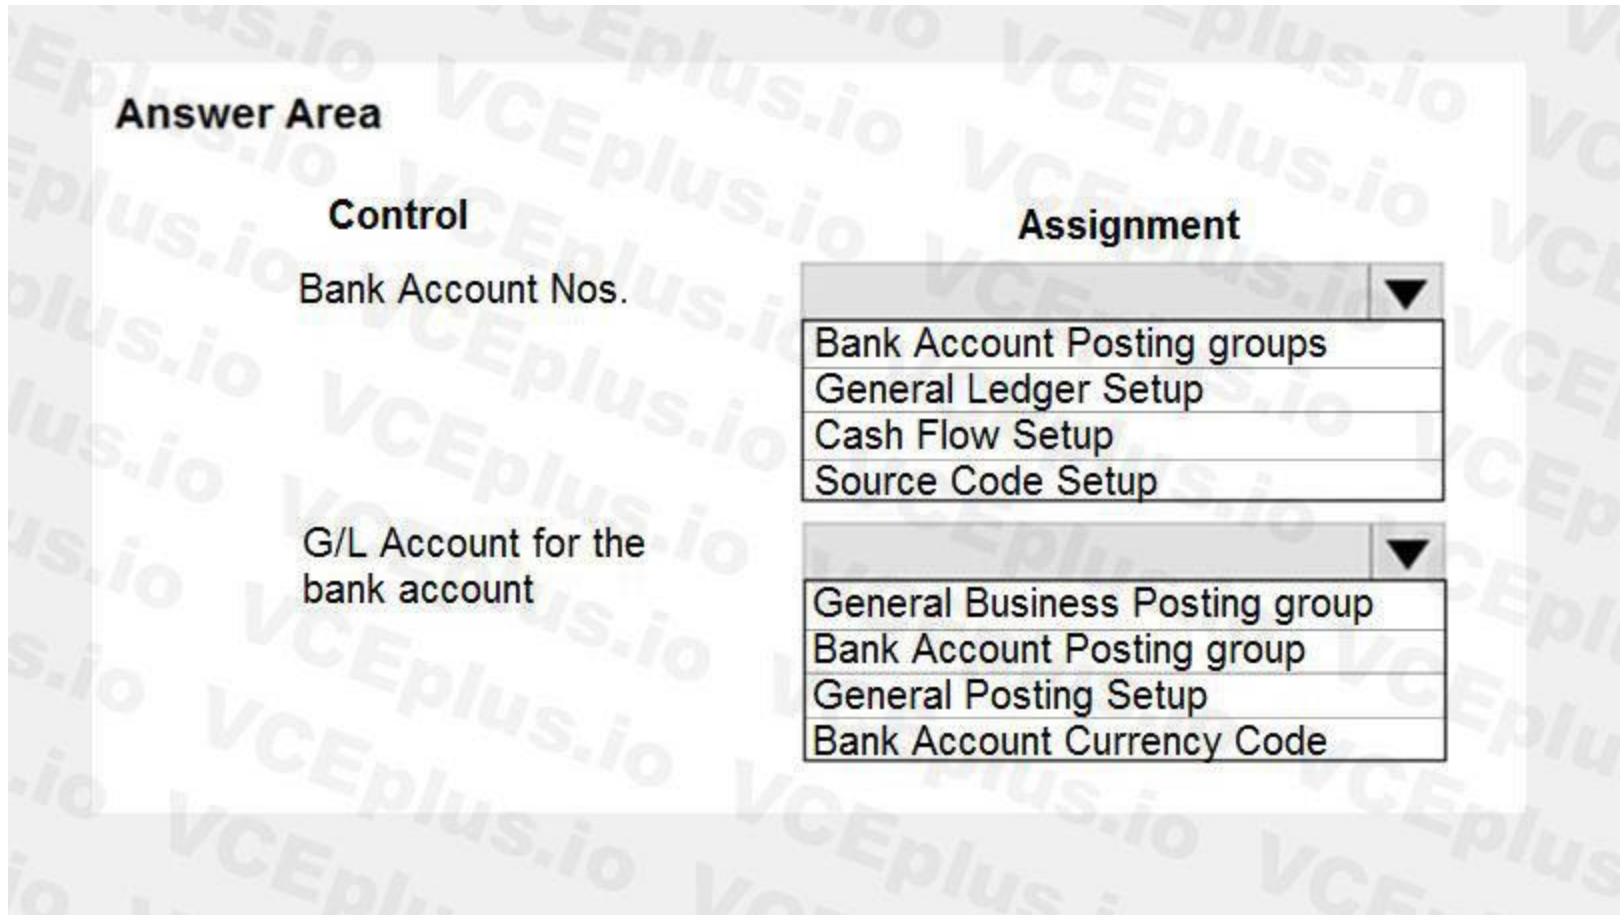 Answer Area
Control
Assignment
Bank Account Nos.
Bank Account Posting groups
General Ledger Setup
Cash Flow Setup
Source Code Setup
G/L Account for the
bank account
General Business Posting group
Bank Account Posting group
General Posting Setup
Bank Account Currency Code
VCEplus.io